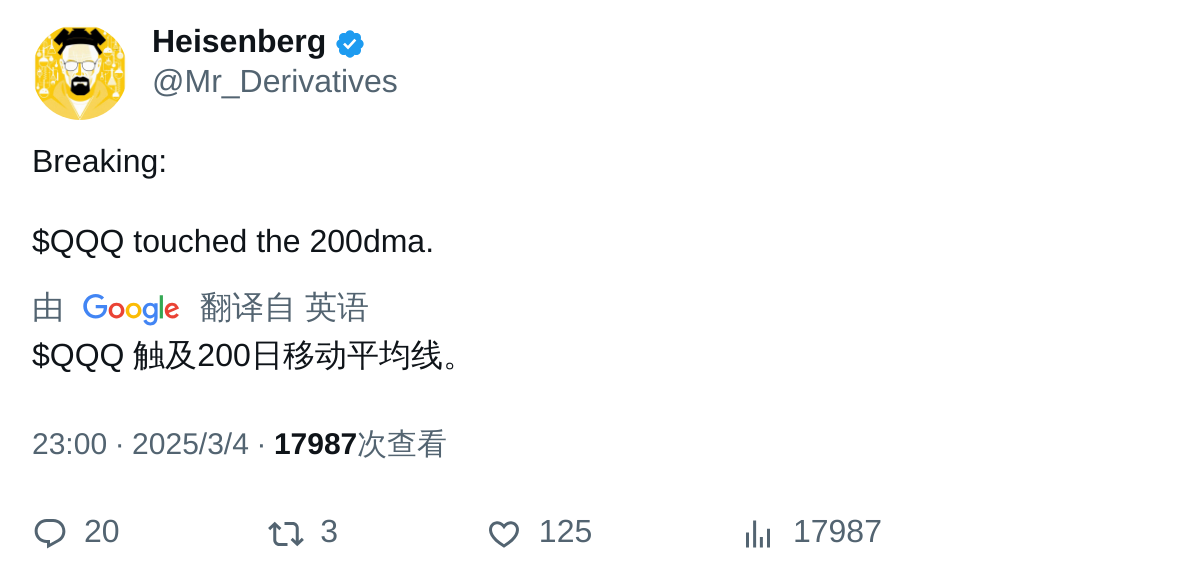 Heisenberg
@Mr_Derivatives
Breaking:
$QQQ touched the 200dma.
由 Google 翻译自 英语
$QQQ 触及200日移动平均线。
23:00 · 2025/3/4 · 17987次查看
20 3 125 17987